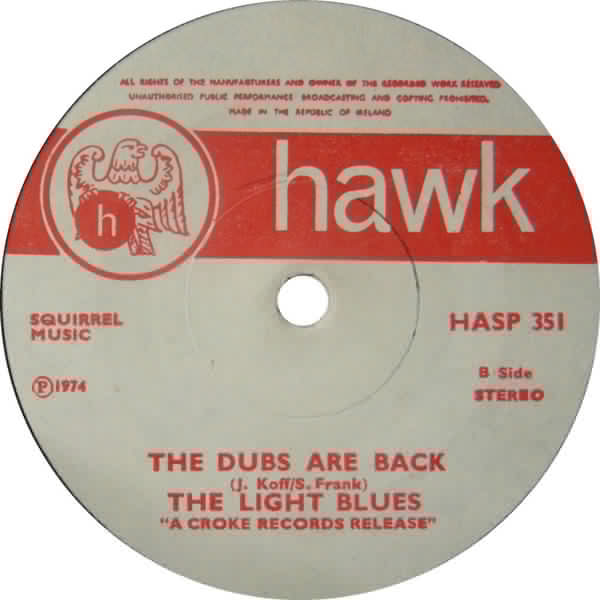 ALL RIGHTS OF THE MANUFACTURERS AND OWNER OF THE RECORDED WORK RESERVED
UNAUTHORISED PUBLIC PERFORMANCE BROADCASTING AND COPYING PROHIBITED.
MADE IN THE REPUBLIC OF IRELAND
h
hawk
SQUIRREL
MUSIC
HASP 351
Ⓟ1974
B Side
STEREO
THE DUBS ARE BACK
(J. Koff/S. Frank)
THE LIGHT BLUES
"A CROKE RECORDS RELEASE"